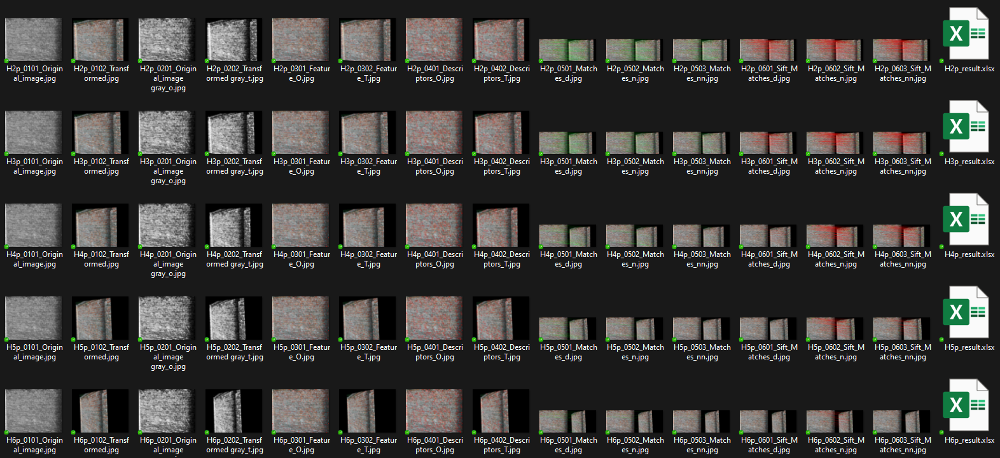 H2p_0101_Origin
al_image.jpg
H2p_0102_Transf
ormed.jpg
H2p_0201_Origin
al_image
gray_o.jpg
H2p_0202_Transf
ormed gray_t.jpg
H2p_0301_Featur
e_O.jpg
H2p_0302_Featur
e_T.jpg
H2p_0401_Descri
ptors_O.jpg
H2p_0402_Descri
ptors_T.jpg
H2p_0501_Match
es_d.jpg
H2p_0502_Match
es_n.jpg
H2p_0503_Match
es_nn.jpg
H2p_0601_Sift_M
atches_d.jpg
H2p_0602_Sift_M
atches_n.jpg
H2p_0603_Sift_M
atches_nn.jpg
X
H2p_result.xlsx
H3p_0101_Origin
al_image.jpg
H3p_0102_Transf
ormed.jpg
H3p_0201_Origin
al_image
gray_o.jpg
H3p_0202_Transf
ormed gray_t.jpg
H3p_0301_Featur
e_O.jpg
H3p_0302_Featur
e_T.jpg
H3p_0401_Descri
ptors_O.jpg
H3p_0402_Descri
ptors_T.jpg
H3p_0501_Match
es_d.jpg
H3p_0502_Match
es_n.jpg
H3p_0503_Match
es_nn.jpg
H3p_0601_Sift_M
atches_d.jpg
H3p_0602_Sift_M
atches_n.jpg
H3p_0603_Sift_M
atches_nn.jpg
X
H3p_result.xlsx
H4p_0101_Origin
al_image.jpg
H4p_0102_Transf
ormed.jpg
H4p_0201_Origin
al_image
gray_o.jpg
H4p_0202_Transf
ormed gray_t.jpg
H4p_0301_Featur
e_O.jpg
H4p_0302_Featur
e_T.jpg
H4p_0401_Descri
ptors_O.jpg
H4p_0402_Descri
ptors_T.jpg
H4p_0501_Match
es_d.jpg
H4p_0502_Match
es_n.jpg
H4p_0503_Match
es_nn.jpg
H4p_0601_Sift_M
atches_d.jpg
H4p_0602_Sift_M
atches_n.jpg
H4p_0603_Sift_M
atches_nn.jpg
X
H4p_result.xlsx
H5p_0101_Origin
al_image.jpg
H5p_0102_Transf
ormed.jpg
H5p_0201_Origin
al_image
gray_o.jpg
H5p_0202_Transf
ormed gray_t.jpg
H5p_0301_Featur
e_O.jpg
H5p_0302_Featur
e_T.jpg
H5p_0401_Descri
ptors_O.jpg
H5p_0402_Descri
ptors_T.jpg
H5p_0501_Match
es_d.jpg
H5p_0502_Match
es_n.jpg
H5p_0503_Match
es_nn.jpg
H5p_0601_Sift_M
atches_d.jpg
H5p_0602_Sift_M
atches_n.jpg
H5p_0603_Sift_M
atches_nn.jpg
X
H5p_result.xlsx
H6p_0101_Origin
al_image.jpg
H6p_0102_Transf
ormed.jpg
H6p_0201_Origin
al_image
H6p_0202_Transf
ormed gray_t.jpg
H6p_0301_Featur
e_O.jpg
H6p_0302_Featur
e_T.jpg
H6p_0401_Descri
ptors_O.jpg
H6p_0402_Descri
ptors_T.jpg
H6p_0501_Match
es_d.jpg
H6p_0502_Match
es_n.jpg
H6p_0503_Match
es_nn.jpg
H6p_0601_Sift_M
atches_d.jpg
H6p_0602_Sift_M
atches_n.jpg
H6p_0603_Sift_M
atches_nn.jpg
X
H6p_result.xlsx